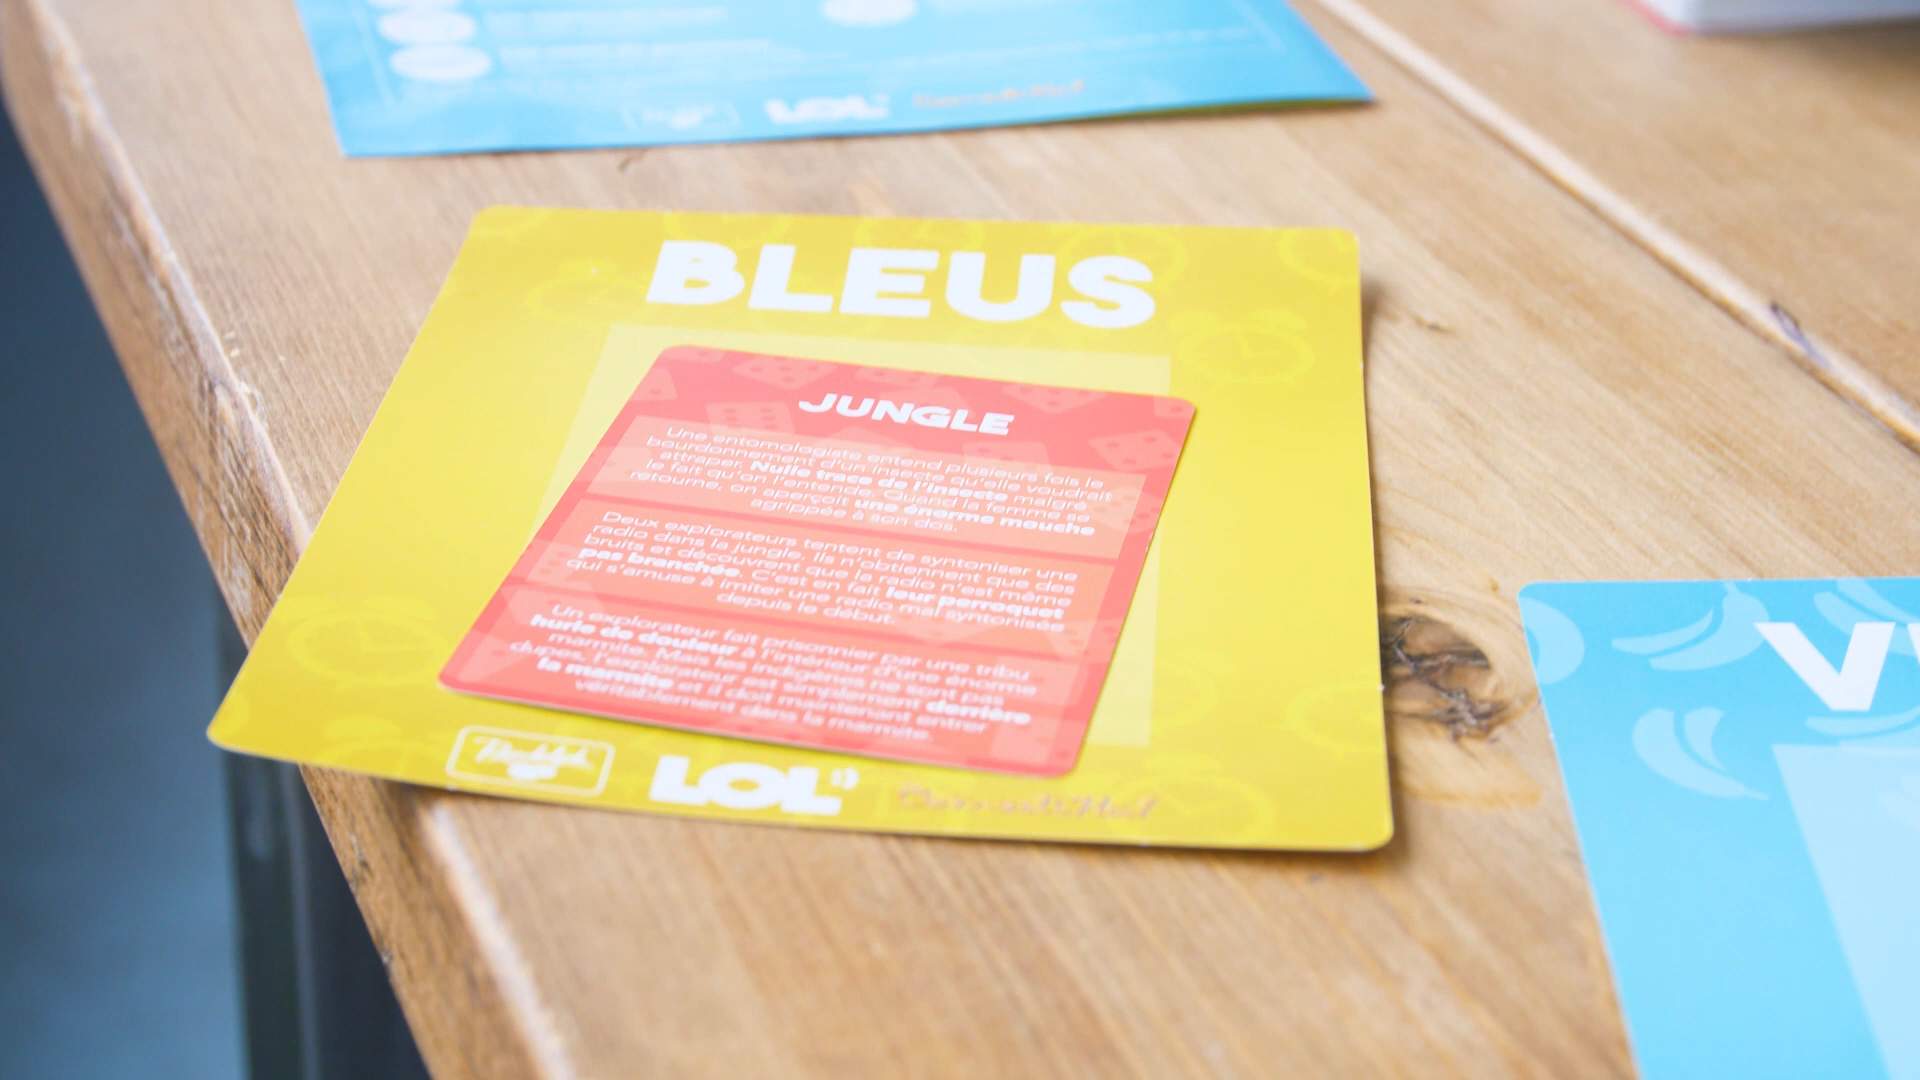 LOL
BLEUS
JUNGLE
Une entomologiste entend plusieurs fois le
bourdonnement d'un insecte qu'elle voudrait
attraper. Nulle trace de l'insecte malgré
le fait qu'on l'entende. Quand la femme se
retourne, on aperçoit une énorme mouche
agrippée à son dos.
Deux explorateurs tentent de syntoniser une
radio dans la jungle. Ils n'obtiennent que des
bruits et découvrent que la radio n'est même
pas branchée. C'est en fait leur perroquet
qui s'amuse à imiter une radio mal syntonisée
depuis le début.
Un explorateur fait prisonnier par une tribu
hurle de douleur à l'intérieur d'une énorme
marmite. Mais les indigènes ne sont pas
dupes, l'explorateur est simplement derrière
la marmite et il doit maintenant entrer
véritablement dans la marmite.
Randolph
LOL :)
V